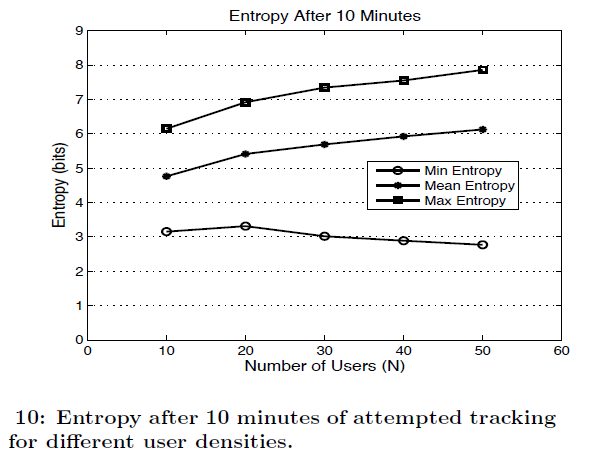 Entropy After 10 Minutes
9
8
7
6
5
4
3
2
1
0
Entropy (bits)
Min Entropy
Mean Entropy
Max Entropy
0 10 20 30 40 50 60
Number of Users (N)
10: Entropy after 10 minutes of attempted tracking
for different user densities.